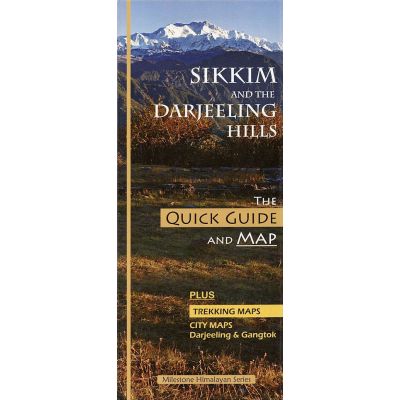 SIKKIM
AND THE
DARJEELING
HILLS
THE
QUICK GUIDE
AND MAP
PLUS
TREKKING MAPS
CITY MAPS
Darjeeling & Gangtok
Milestone Himalayan Series